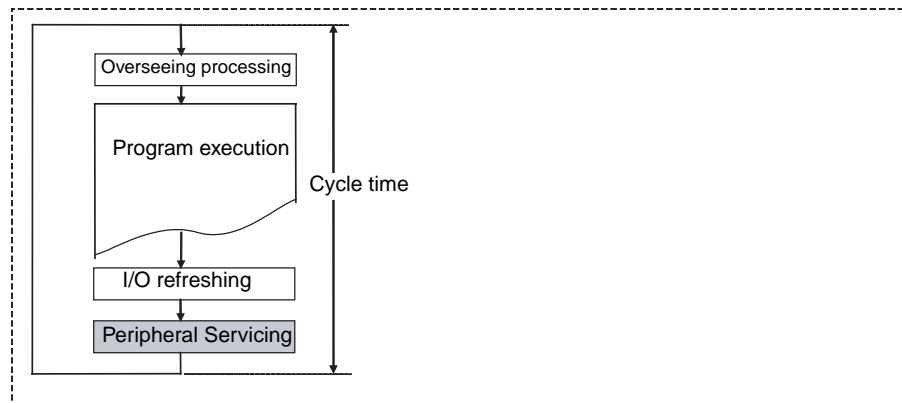 Overseeing processing
Program execution
Cycle time
I/O refreshing
Peripheral Servicing